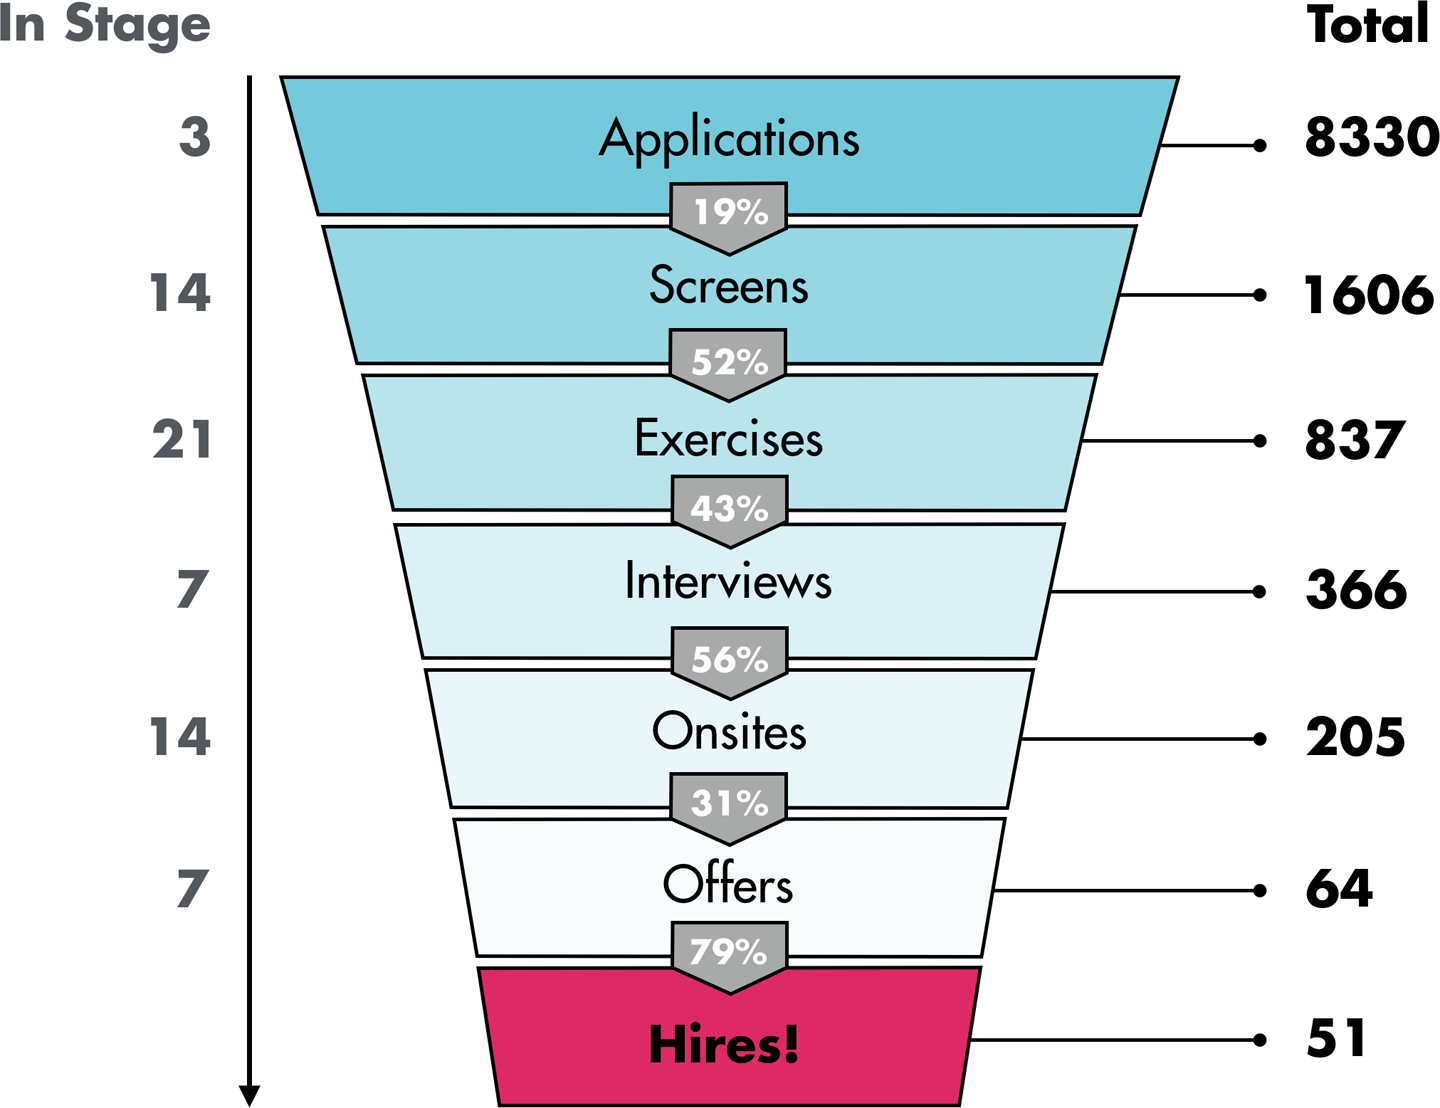 In Stage Total
3 Applications 8330
19%
14 Screens 1606
52%
21 Exercises 837
43%
7 Interviews 366
56%
14 Onsites 205
31%
7 Offers 64
79%
Hires! 51